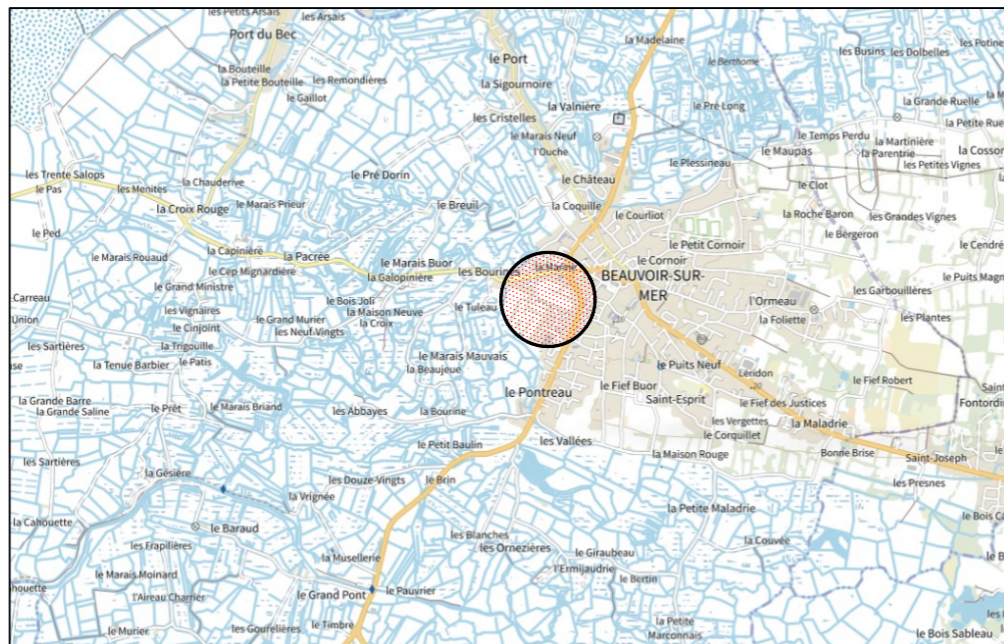 les Petits Arsais
les Arsais
Port du Bec
la Madelaine
les Busins
les Dolbelles
les Potine
le Port
le Berthome
la Bouteille
la Petite Bouteille
les Remondières
la Sigournoire
le Gaillot
la Valnière
le Pré Long
la Grande Ruelle
les Cristelles
la Petite Rue
le Marais Neuf
l'Ouche
le Temps Perdu
la Martinière
le Maupas
la Parentrie
la Cosson
les Petites Vignes
le Plessineau
les Trente Salops
le Pré Dorin
le Château
le Pas
les Menites
la Chauderive
le Clot
la Croix Rouge
le Marais Prieur
le Breuil
la Coquille
le Courliot
la Roche Baron
les Grandes Vignes
le Ped
le Bergeron
la Capinière
le Petit Cornoir
le Cendré
le Marais Rouaud
la Pacrée
le Marais Buor
le Cornoir
le Cep Mignardière
la Galopinière
les Bourines
la Marine
BEAUVOIR-SUR-
MER
le Puits Magn
le Grand Ministre
les Garbouillères
Carreau
le Bois Joli
l'Ormeau
les Vignaires
la Maison Neuve
le Tuleau
la Foliette
les Plantes
Union
le Grand Murier
la Croix
le Cinjoint
les Neuf-Vingts
les Sartières
la Trigouille
le Marais Mauvais
la Tenue Barbier
le Patis
la Beaujeue
le Puits Neuf
Léridon
20
le Fief Robert
le Pontreau
le Fief Buor
Saint-Esprit
Saint
Fontordin
la Grande Barre
la Grande Saline
le Prêt
le Marais Briand
les Abbayes
la Bourine
le Fief des Justices
les Vergettes
la Maladrie
le Corquillet
le Petit Baulin
les Vallées
la Maison Rouge
Bonne Brise
Saint-Joseph
les Sartières
la Gésière
les Douze-Vingts
le Brin
les Presnes
la Vrignée
la Petite Maladrie
la Cahouette
le Baraud
les Blanches
le Bois C
les Frapilières
les Ornezières
la Couvée
la Musellerie
le Giraubeau
l'Ermijaudrie
le Marais Moinard
le Bertin
houette
l'Aireau Charrier
le Grand Pont
le Pauvrier
le Murier
les Gourelières
le Timbre
la Petite
Marconnais
le Bois Sableau